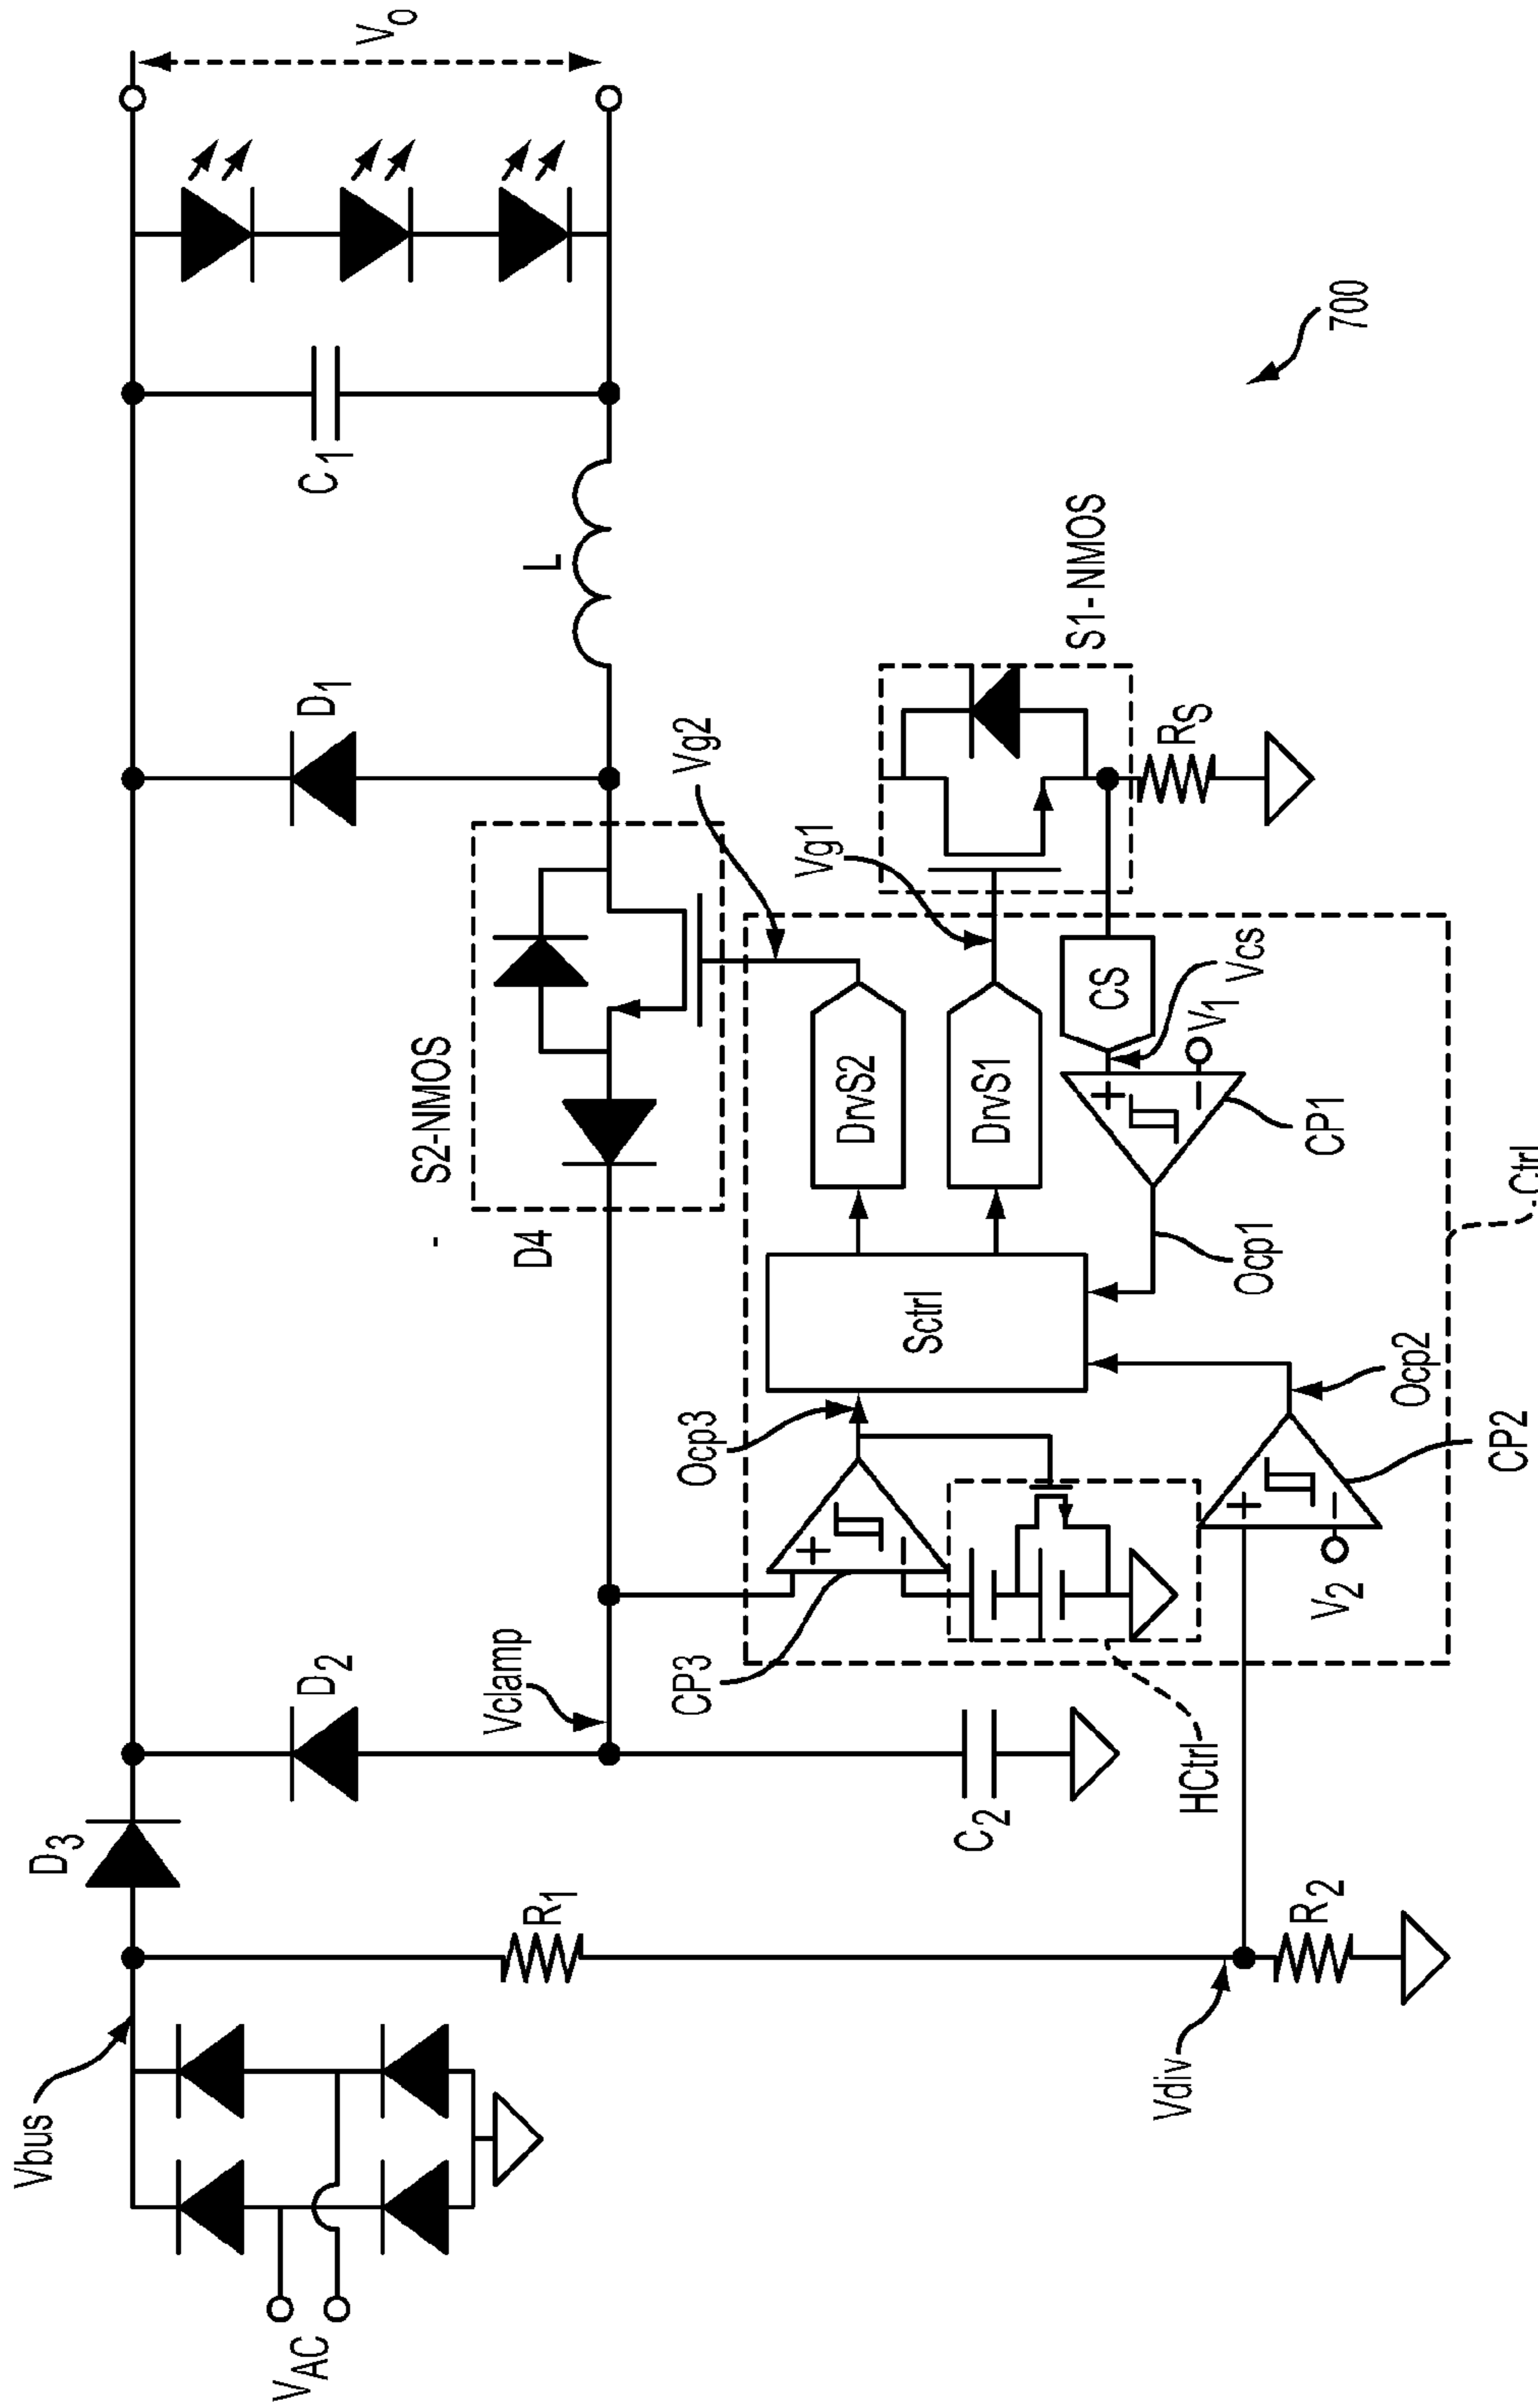 Vbus
VAC
D3
R1
Vdiv
R2
D2
C2
Vclamp
CP3
HCtrl
+
−
Ocp3
V2
+
−
CP2
Ocp2
Sctrl
Ocp1
CP1
+
−
V1
Vcs
CS
DrvS2
DrvS1
Ctrl
D4
- S2-NMOS
Vg2
Vg1
D1
RS
S1-NMOS
L
C1
Vo
700